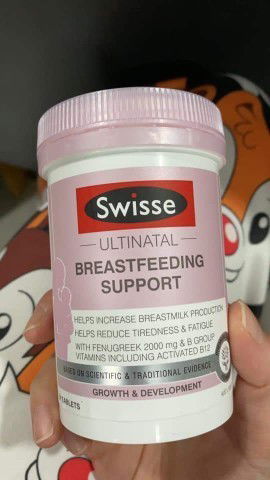 Swisse
ULTINATAL
BREASTFEEDING
SUPPORT
HELPS INCREASE BREASTMILK PRODUCTION
HELPS REDUCE TIREDNESS & FATIGUE
WITH FENUGREEK 2000 mg & B GROUP
VITAMINS INCLUDING ACTIVATED B12
BASED ON SCIENTIFIC & TRADITIONAL EVIDENCE
GROWTH & DEVELOPMENT
TABLETS